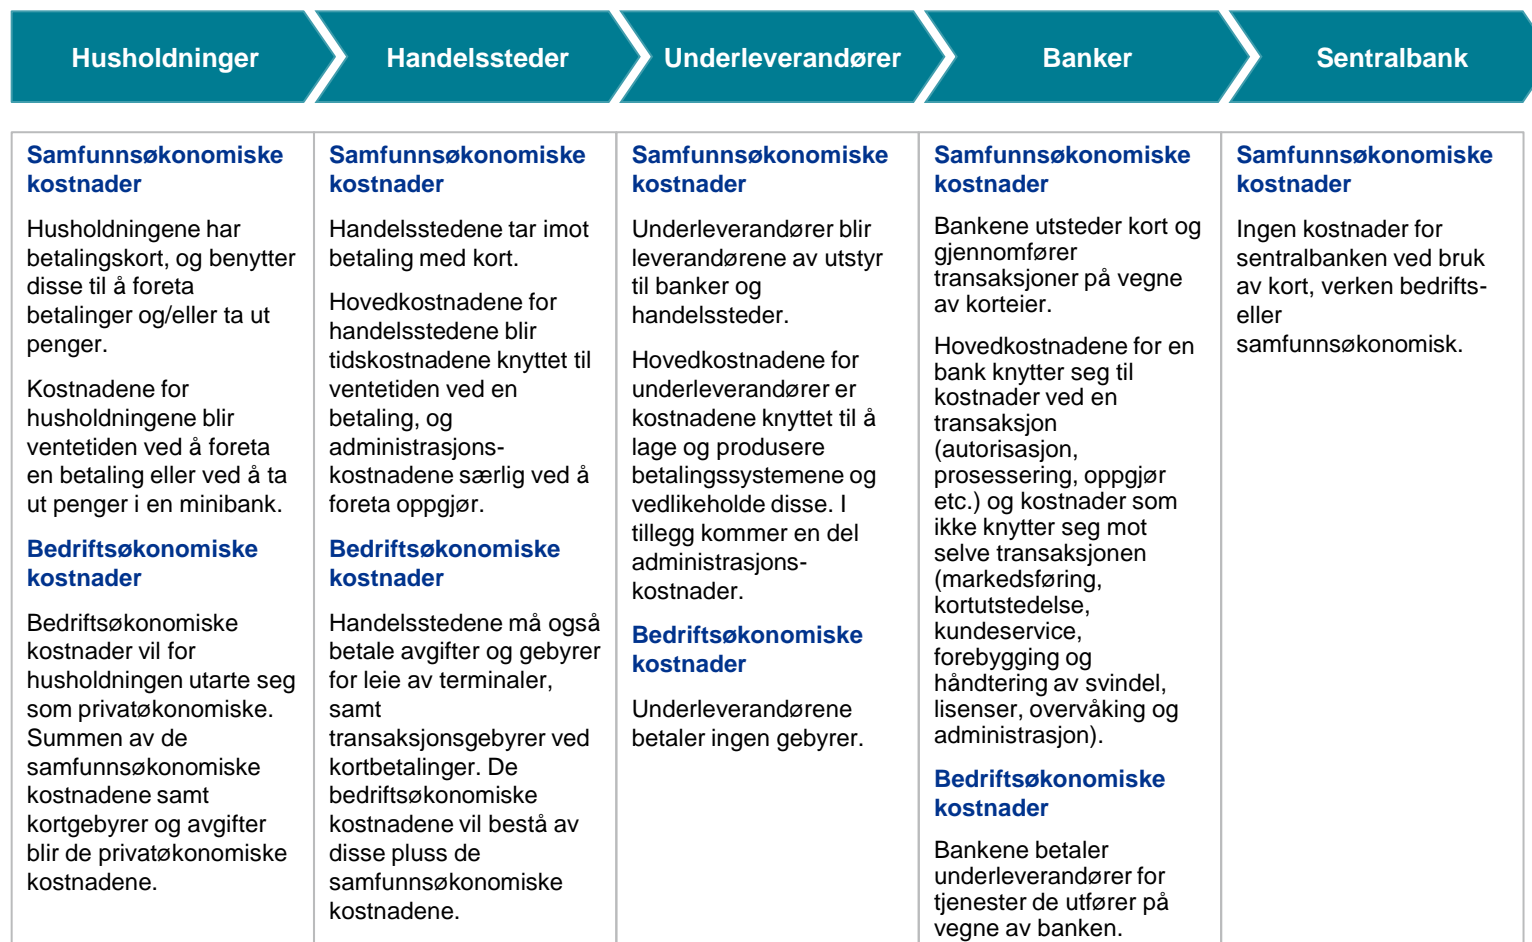 Husholdninger
Handelssteder
Underleverandører
Banker
Sentralbank
Samfunnsøkonomiske
kostnader
Husholdningene har
betalingskort, og benytter
disse til å foreta
betalinger og/eller ta ut
penger.
Kostnadene for
husholdningene blir
ventetiden ved å foreta
en betaling eller ved å ta
ut penger i en minibank.
Bedriftsøkonomiske
kostnader
Bedriftsøkonomiske
kostnader vil for
husholdningen utarte seg
som privatøkonomiske.
Summen av de
samfunnsøkonomiske
kostnadene samt
kortgebyrer og avgifter
blir de privatøkonomiske
kostnadene.
Samfunnsøkonomiske
kostnader
Handelsstedene tar imot
betaling med kort.
Hovedkostnadene for
handelsstedene blir
tidskostnadene knyttet til
ventetiden ved en
betaling, og
administrasjons-
kostnadene særlig ved å
foreta oppgjør.
Bedriftsøkonomiske
kostnader
Handelsstedene må også
betale avgifter og gebyrer
for leie av terminaler,
samt
transaksjonsgebyrer ved
kortbetalinger. De
bedriftsøkonomiske
kostnadene vil bestå av
disse pluss de
samfunnsøkonomiske
kostnadene.
Samfunnsøkonomiske
kostnader
Underleverandører blir
leverandørene av utstyr
til banker og
handelssteder.
Hovedkostnadene for
underleverandører er
kostnadene knyttet til å
lage og produsere
betalingssystemene og
vedlikeholde disse. I
tillegg kommer en del
administrasjons-
kostnader.
Bedriftsøkonomiske
kostnader
Underleverandørene
betaler ingen gebyrer.
Samfunnsøkonomiske
kostnader
Bankene utsteder kort og
gjennomfører
transaksjoner på vegne
av korteier.
Hovedkostnadene for en
bank knytter seg til
kostnader ved en
transaksjon
(autorisasjon,
prosessering, oppgjør
etc.) og kostnader som
ikke knytter seg mot
selve transaksjonen
(markedsføring,
kortutstedelse,
kundeservice,
forebygging og
håndtering av svindel,
lisenser, overvåking og
administrasjon).
Bedriftsøkonomiske
kostnader
Bankene betaler
underleverandører for
tjenester de utfører på
vegne av banken.
Samfunnsøkonomiske
kostnader
Ingen kostnader for
sentralbanken ved bruk
av kort, verken bedrifts-
eller
samfunnsøkonomisk.